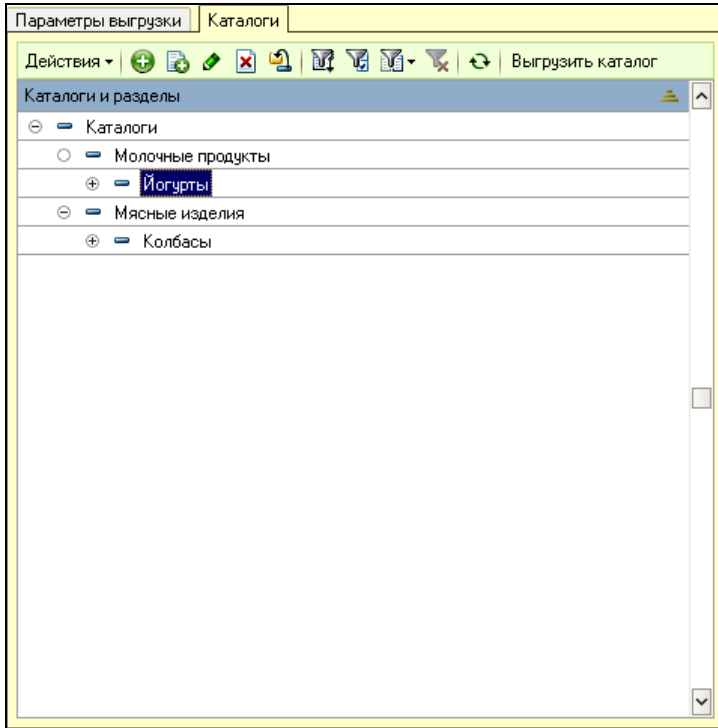 Параметры выгрузки Каталоги
Действия Выгрузить каталог
Каталоги и разделы
Каталоги
Молочные продукты
Йогурты
Мясные изделия
Колбасы